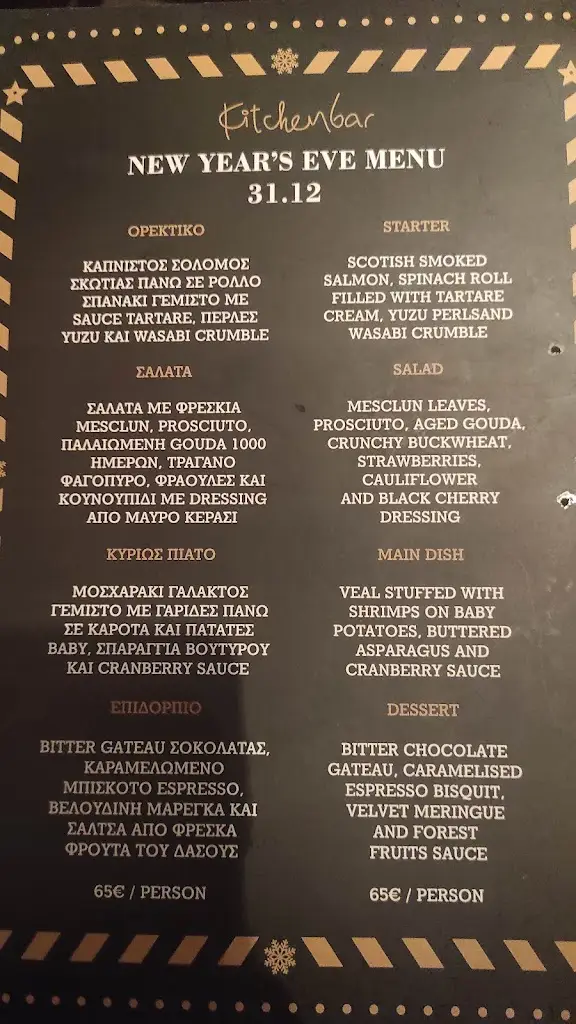 Kitchenbar
NEW YEAR'S EVE MENU
31.12
ΟΡΕΚΤΙΚΟ
ΚΑΠΝΙΣΤΟΣ ΣΟΛΟΜΟΣ
ΣΚΩΤΙΑΣ ΠΑΝΩ ΣΕ ΡΟΛΛΟ
ΣΠΑΝΑΚΙ ΓΕΜΙΣΤΟ ΜΕ
SAUCE TARTARE, ΠΕΡΛΕΣ
YUZU ΚΑΙ WASABI CRUMBLE
ΣΑΛΑΤΑ
ΣΑΛΑΤΑ ΜΕ ΦΡΕΣΚΙΑ
MESCLUN, PROSCIUTO,
ΠΑΛΑΙΩΜΕΝΗ GOUDA 1000
ΗΜΕΡΩΝ, ΤΡΑΓΑΝΟ
ΦΑΓΟΠΥΡΟ, ΦΡΑΟΥΛΕΣ ΚΑΙ
ΚΟΥΝΟΥΠΙΔΙ ΜΕ DRESSING
ΑΠΟ ΜΑΥΡΟ ΚΕΡΑΣΙ
ΚΥΡΙΩΣ ΠΙΑΤΟ
ΜΟΣΧΑΡΑΚΙ ΓΑΛΑΚΤΟΣ
ΓΕΜΙΣΤΟ ΜΕ ΓΑΡΙΔΕΣ ΠΑΝΩ
ΣΕ ΚΑΡΟΤΑ ΚΑΙ ΠΑΤΑΤΕΣ
BABY, ΣΠΑΡΑΓΓΙΑ ΒΟΥΤΥΡΟΥ
ΚΑΙ CRANBERRY SAUCE
ΕΠΙΔΟΡΠΙΟ
BITTER GATEAU ΣΟΚΟΛΑΤΑΣ,
ΚΑΡΑΜΕΛΩΜΕΝΟ
ΜΠΙΣΚΟΤΟ ESPRESSO,
ΒΕΛΟΥΔΙΝΗ ΜΑΡΕΓΚΑ ΚΑΙ
ΣΑΛΤΣΑ ΑΠΟ ΦΡΕΣΚΑ
ΦΡΟΥΤΑ ΤΟΥ ΔΑΣΟΥΣ
65€ / PERSON
STARTER
SCOTISH SMOKED
SALMON, SPINACH ROLL
FILLED WITH TARTARE
CREAM, YUZU PERLSAND
WASABI CRUMBLE
SALAD
MESCLUN LEAVES,
PROSCIUTO, AGED GOUDA,
CRUNCHY BUCKWHEAT,
STRAWBERRIES,
CAULIFLOWER
AND BLACK CHERRY
DRESSING
MAIN DISH
VEAL STUFFED WITH
SHRIMPS ON BABY
POTATOES, BUTTERED
ASPARAGUS AND
CRANBERRY SAUCE
DESSERT
BITTER CHOCOLATE
GATEAU, CARAMELISED
ESPRESSO BISQUIT,
VELVET MERINGUE
AND FOREST
FRUITS SAUCE
65€ / PERSON